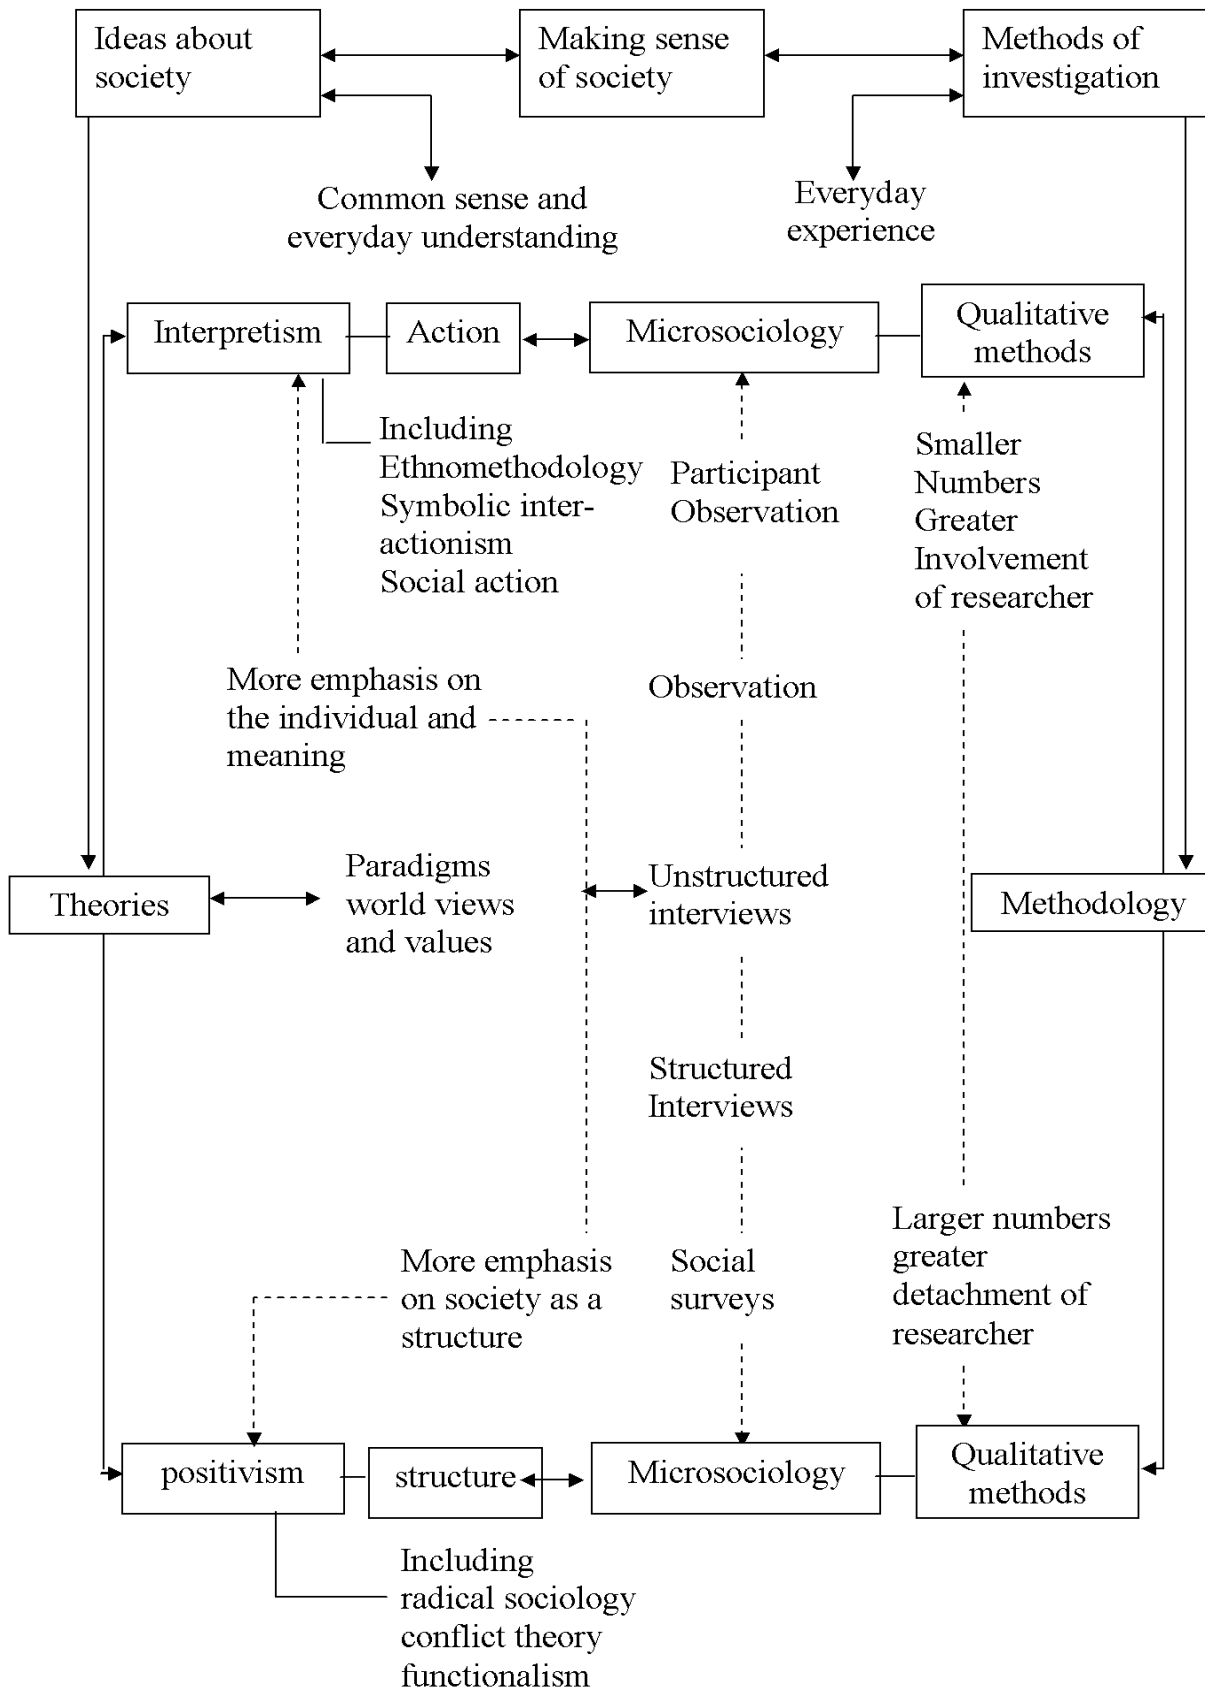 Ideas about
society
Making sense
of society
Methods of
investigation
Common sense and
everyday understanding
Everyday
experience
Interpretism
Action
Microsociology
Qualitative
methods
Including
Ethnomethodology
Symbolic inter-
actionism
Social action
Participant
Observation
Smaller
Numbers
Greater
Involvement
of researcher
More emphasis on
the individual and
meaning
Observation
Theories
Paradigms
world views
and values
Unstructured
interviews
Methodology
Structured
Interviews
More emphasis
on society as a
structure
Social
surveys
Larger numbers
greater
detachment of
researcher
positivism
structure
Microsociology
Qualitative
methods
Including
radical sociology
conflict theory
functionalism